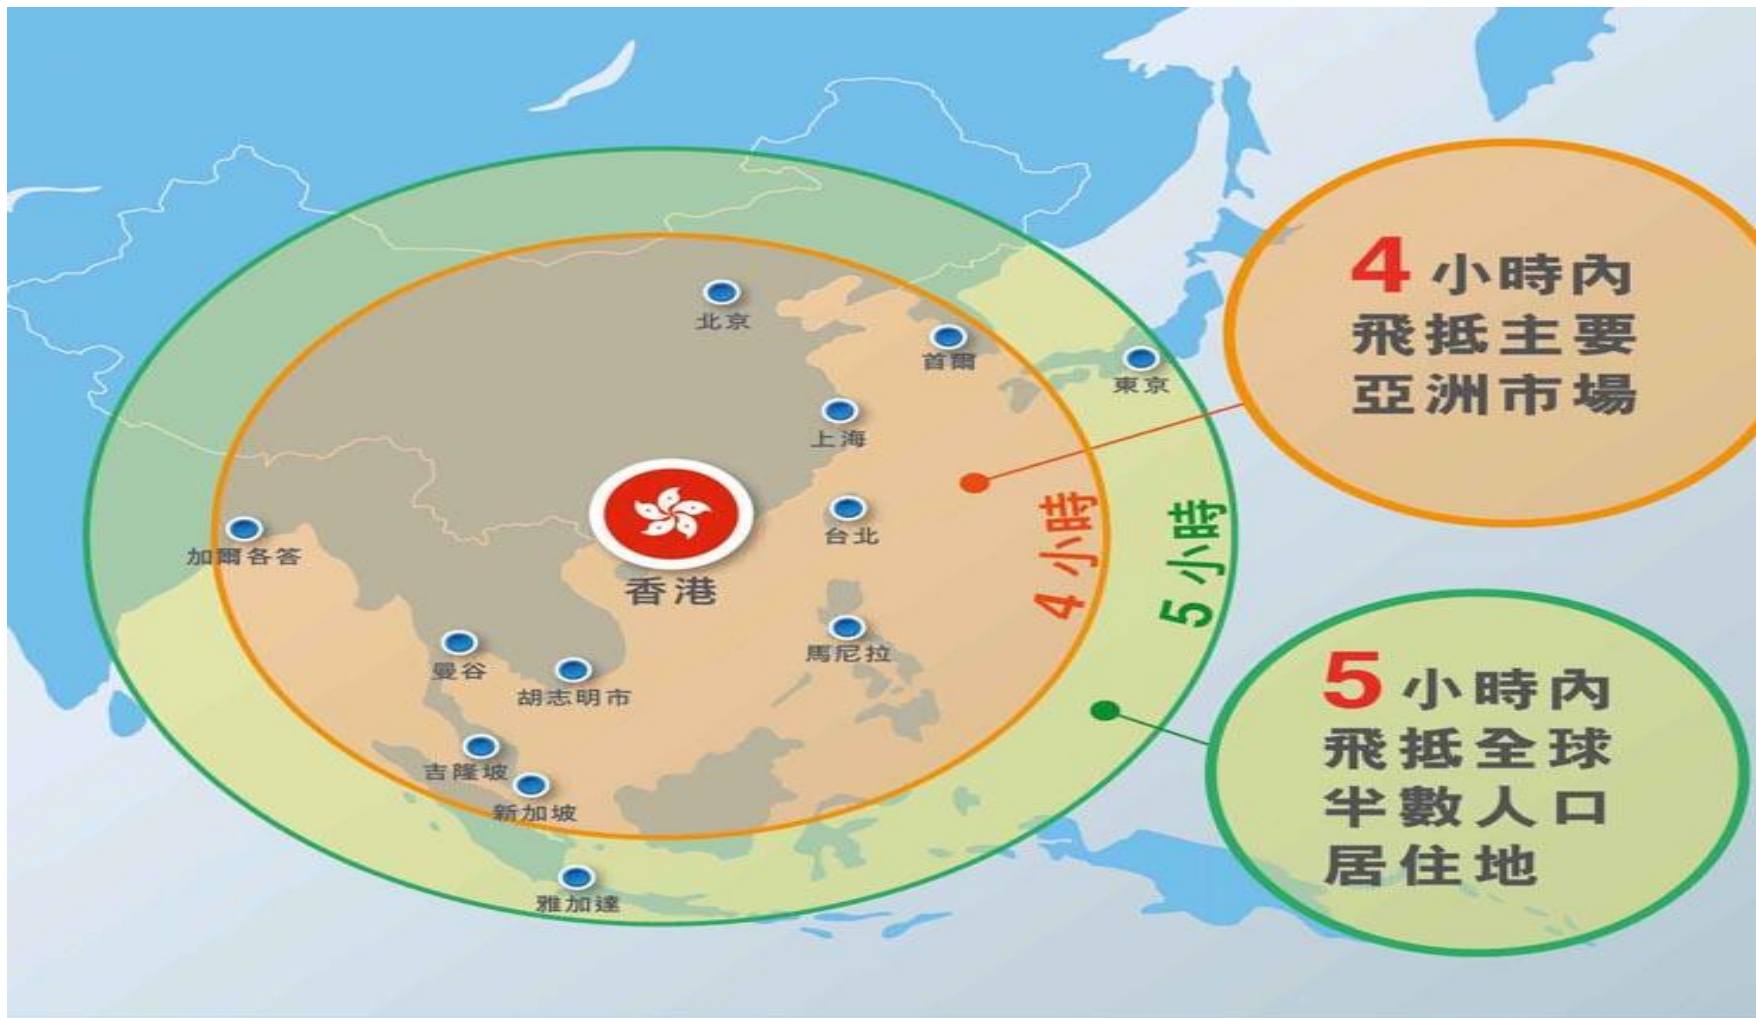 4 小時內
飛抵主要
亞洲市場
北京
首爾
東京
上海
4 小時
5 小時
台北
加爾各答
香港
馬尼拉
曼谷
胡志明市
吉隆坡
新加坡
雅加達
5 小時內
飛抵全球
半數人口
居住地